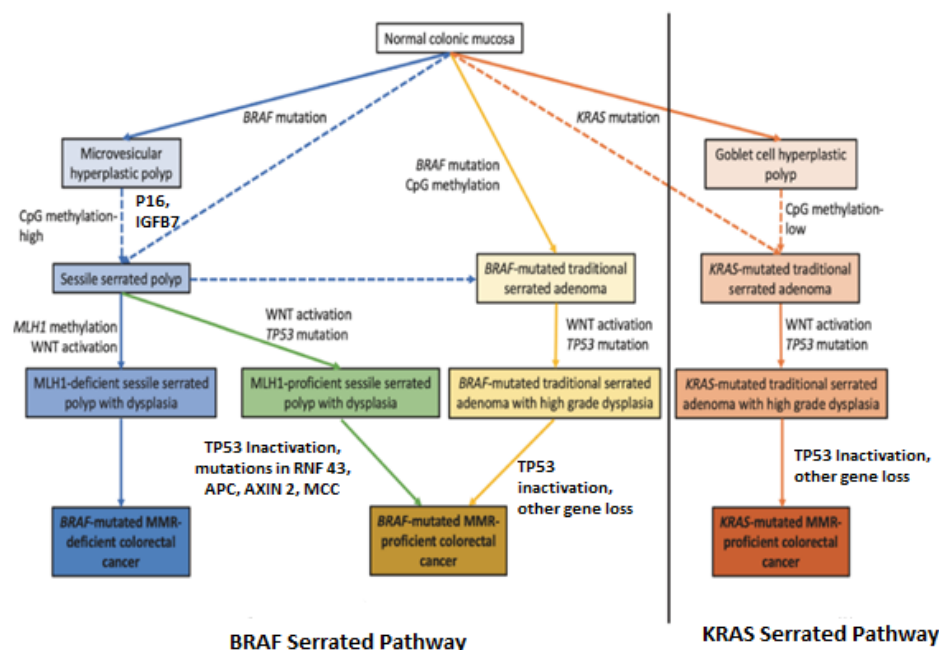 Normal colonic mucosa
BRAF mutation
KRAS mutation
Microvesicular
hyperplastic polyp
BRAF mutation
CpG methylation
Goblet cell hyperplastic
polyp
CpG methylation-
high
P16,
IGFB7
CpG methylation-
low
Sessile serrated polyp
BRAF-mutated traditional
serrated adenoma
KRAS-mutated traditional
serrated adenoma
MLH1 methylation
WNT activation
WNT activation
TP53 mutation
WNT activation
TP53 mutation
WNT activation
TP53 mutation
MLH1-deficient sessile serrated
polyp with dysplasia
MLH1-proficient sessile serrated
polyp with dysplasia
BRAF-mutated traditional serrated
adenoma with high grade dysplasia
KRAS-mutated traditional serrated
adenoma with high grade dysplasia
TP53 Inactivation,
mutations in RNF 43,
APC, AXIN 2, MCC
TP53
inactivation,
other gene loss
TP53 Inactivation,
other gene loss
BRAF-mutated MMR-
deficient colorectal
cancer
BRAF-mutated MMR-
proficient colorectal
cancer
KRAS-mutated MMR-
proficient colorectal
cancer
BRAF Serrated Pathway
KRAS Serrated Pathway